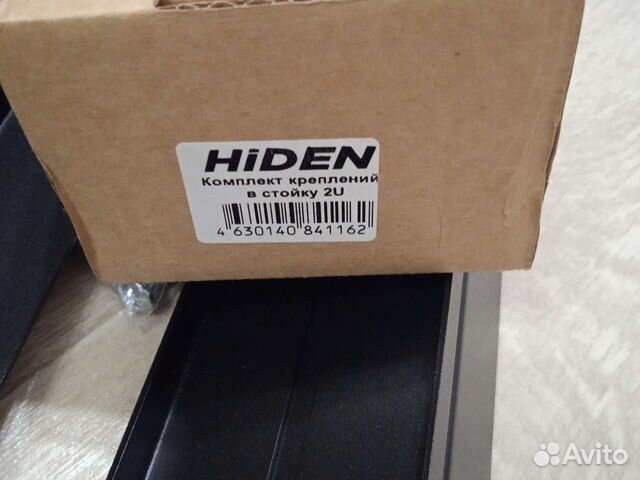 HiDEN
Комплект креплений
в стойку 2U
4 630140 841162
Avito